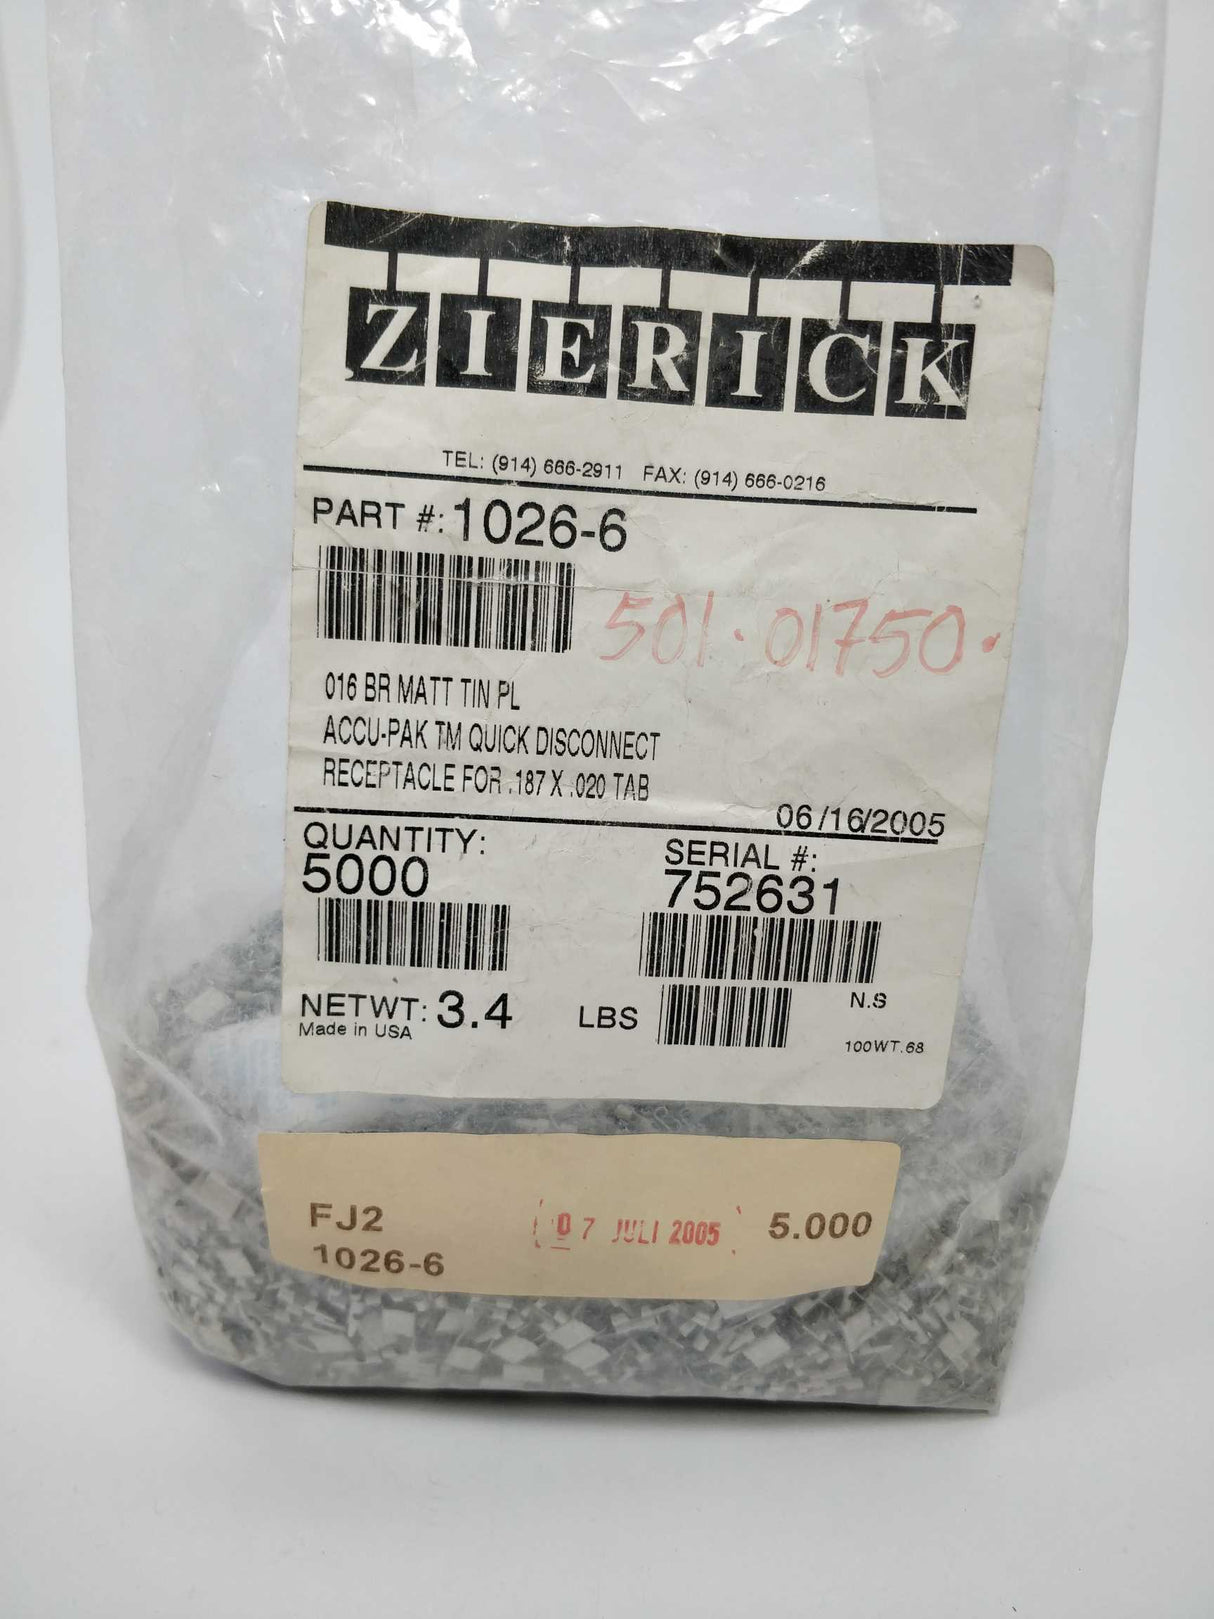 ZIERICK
TEL: (914) 666-2911 FAX: (914) 666-0216
PART #: 1026-6
501.01750.
016 BR MATT TIN PL
ACCU-PAK TM QUICK DISCONNECT
RECEPTACLE FOR .187 X .020 TAB
06/16/2005
QUANTITY:
5000
SERIAL #:
752631
NETWT: 3.4 LBS
N.S
Made in USA
100WT.68
FJ2
07 JULI 2005
5.000
1026-6